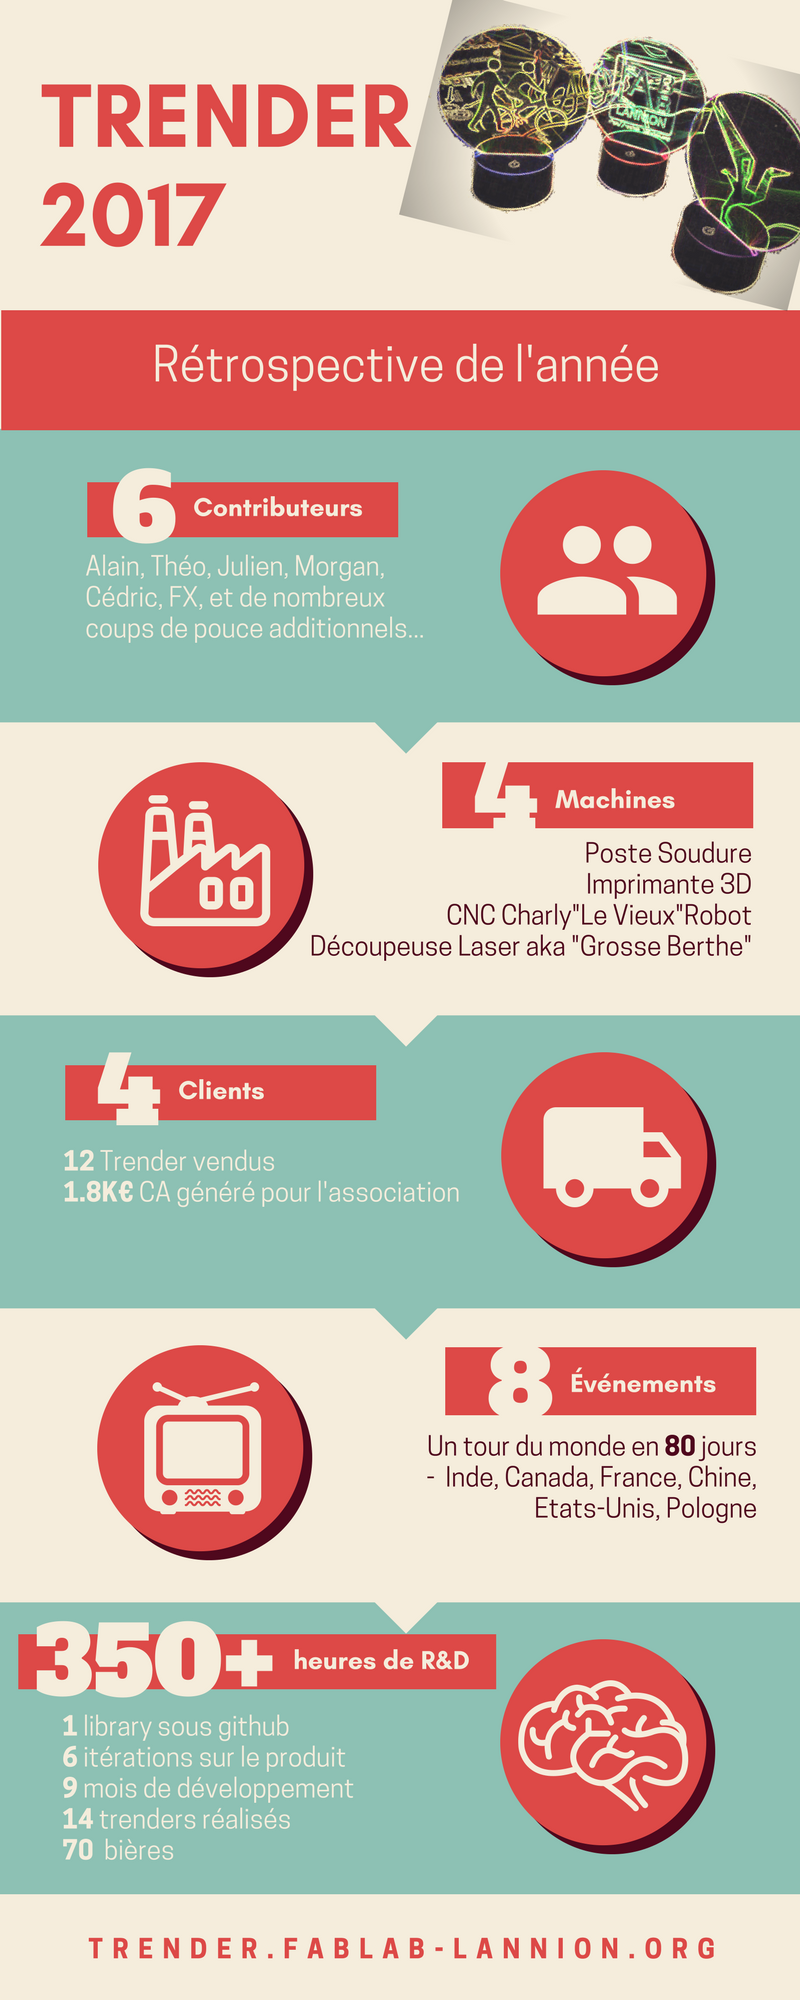 TRENDER
2017
LANNION
Rétrospective de l'année
6 Contributeurs
Alain, Théo, Julien, Morgan,
Cédric, FX, et de nombreux
coups de pouce additionnels...
4 Machines
Poste Soudure
Imprimante 3D
CNC Charly"Le Vieux"Robot
Découpeuse Laser aka "Grosse Berthe"
4 Clients
12 Trender vendus
1.8K€ CA généré pour l'association
8 Événements
Un tour du monde en 80 jours
- Inde, Canada, France, Chine,
Etats-Unis, Pologne
350+ heures de R&D
1 library sous github
6 itérations sur le produit
9 mois de développement
14 trenders réalisés
70 bières
TRENDER.FABLAB-LANNION.ORG